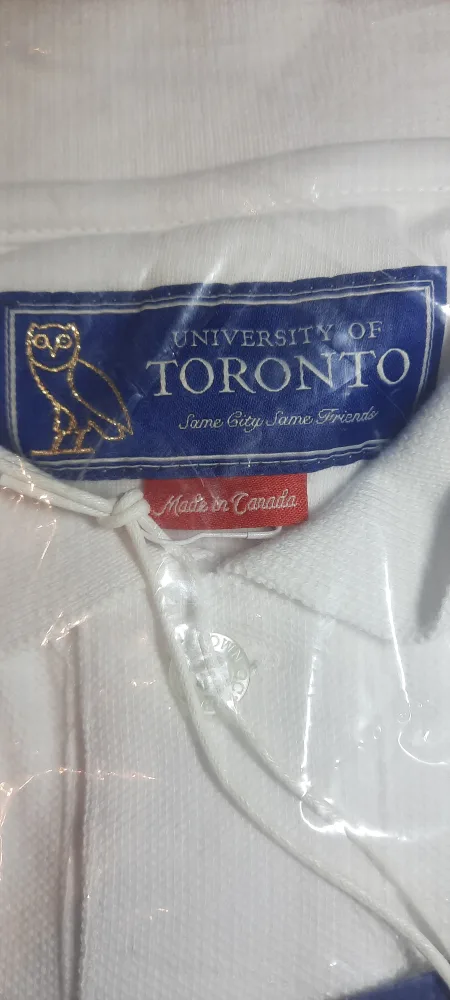 UNIVERSITY OF
TORONTO
Same City Same Friends
Made in Canada